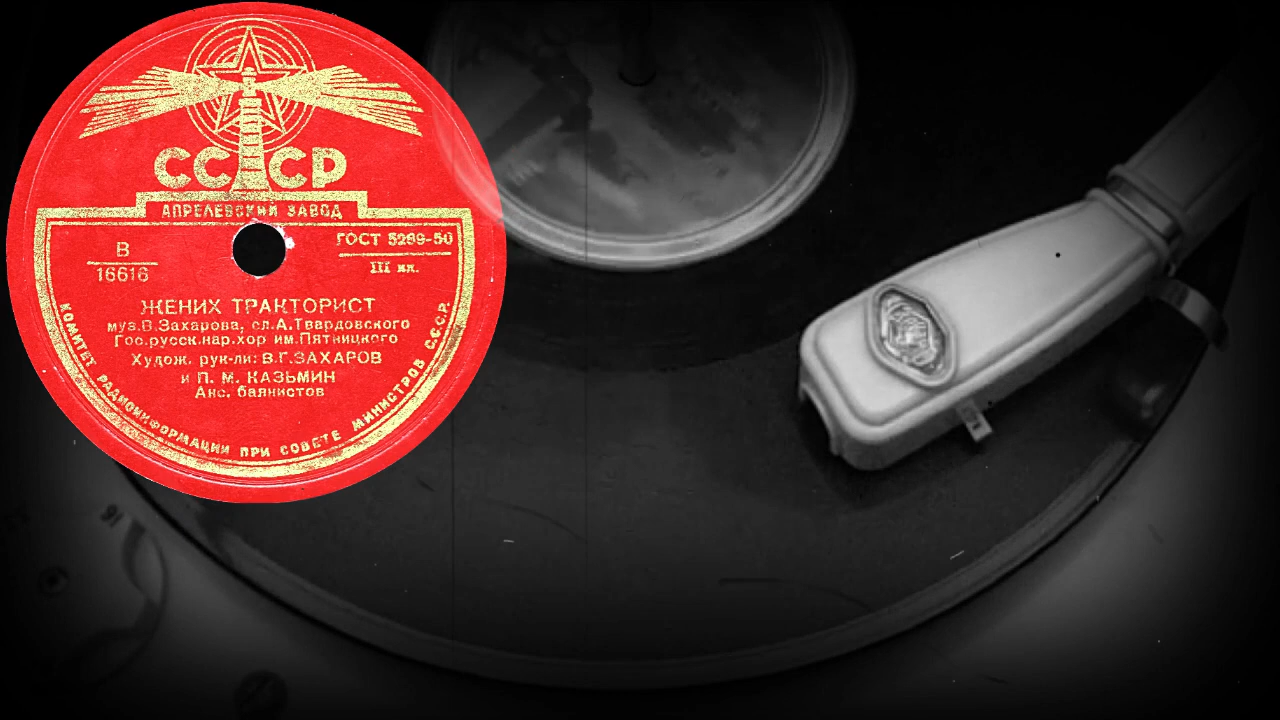 СССР
АПРЕЛЕВСКИЙ ЗАВОД
В
16616
ГОСТ 5289-50
III кл.
ЖЕНИХ ТРАКТОРИСТ
муз.В.Захарова, сл.А.Твардовского
Гос.русск.нар.хор им.Пятницкого
Худож. рук-ли: В.Г.ЗАХАРОВ
и П. М. КАЗЬМИН
Анс. баянистов
КОМИТЕТ РАДИОИНФОРМАЦИИ ПРИ СОВЕТЕ МИНИСТРОВ С.С.С.Р.
16